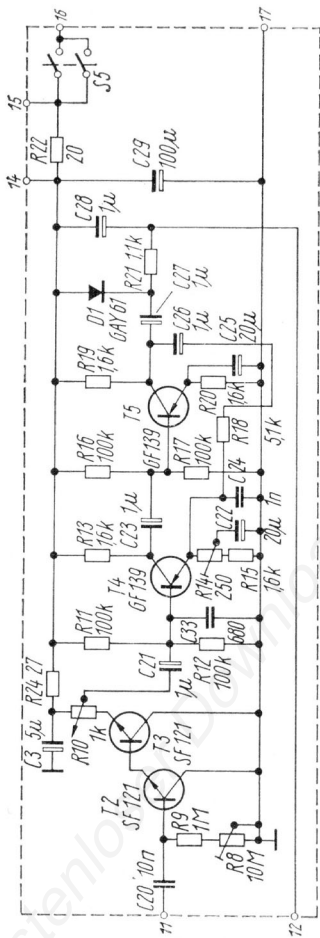 C3 5μ
R24 27
R10
1k
T2
SF121
T3
SF121
C20 10n
R9
1M
R8
10M
11
12
R11
100k
C21
1μ
R12
100k
C33
680
R13
16k
T4
GF139
C23 1μ
R14
250
R15
16k
C22
20μ
C24
1n
R16
100k
R17
100k
R19
1,6k
T5
GF139
R20
1,6k
R18
5,1k
C25
20μ
C26
1μ
C27
1μ
D1
GAY61
R21 1,1k
C28
1μ
C29
100μ
14
R22
20
15
S5
16
17